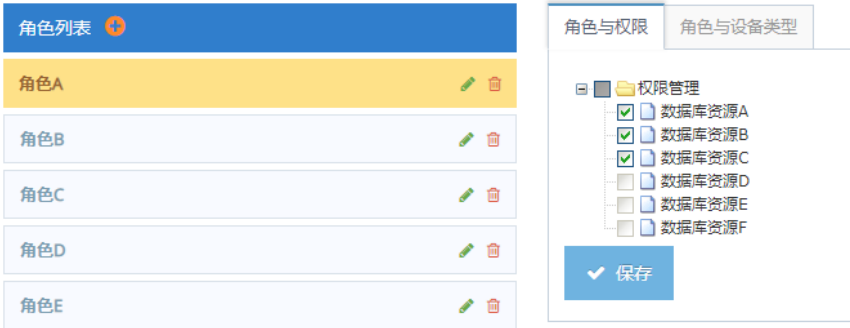 角色列表
角色A
角色B
角色C
角色D
角色E
角色与权限 角色与设备类型
权限管理
数据库资源A
数据库资源B
数据库资源C
数据库资源D
数据库资源E
数据库资源F
保存